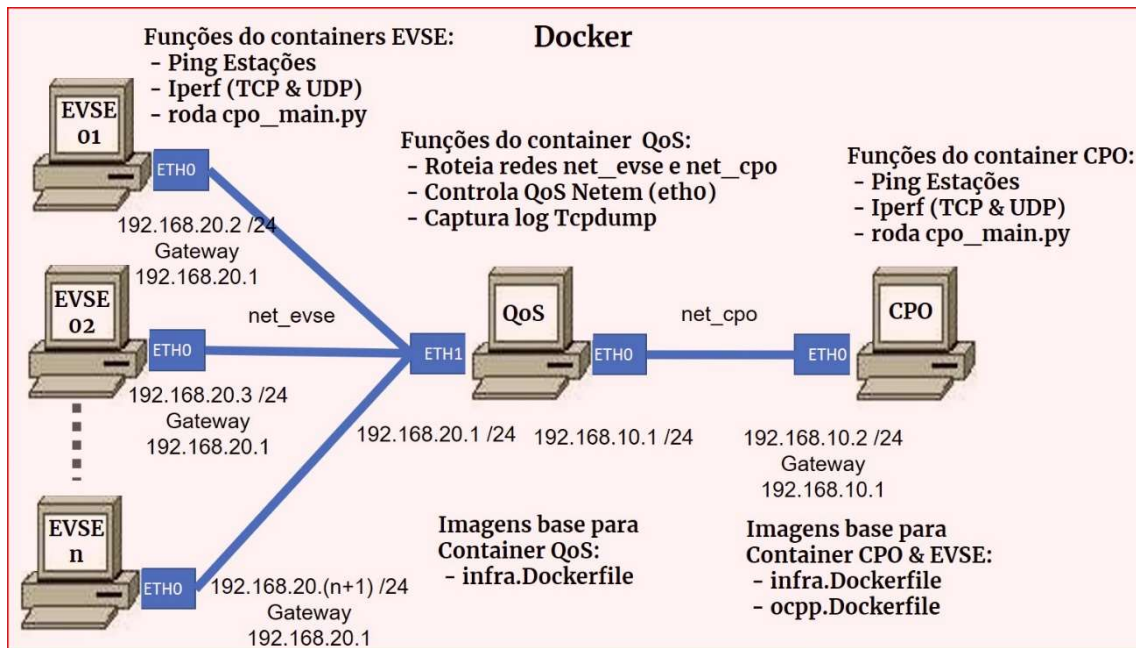 Docker
Funções do containers EVSE:
- Ping Estações
- Iperf (TCP & UDP)
- roda cpo_main.py
EVSE
01
ETH0
192.168.20.2 /24
Gateway
192.168.20.1
EVSE
02
ETH0
192.168.20.3 /24
Gateway
192.168.20.1
EVSE
n
ETH0
192.168.20.(n+1) /24
Gateway
192.168.20.1
net_evse
Funções do container QoS:
- Roteia redes net_evse e net_cpo
- Controla QoS Netem (eth0)
- Captura log Tcpdump
ETH1
QoS
ETH0
192.168.20.1 /24
192.168.10.1 /24
net_cpo
Funções do container CPO:
- Ping Estações
- Iperf (TCP & UDP)
- roda cpo_main.py
ETH0
CPO
192.168.10.2 /24
Gateway
192.168.10.1
Imagens base para
Container QoS:
- infra.Dockerfile
Imagens base para
Container CPO & EVSE:
- infra.Dockerfile
- ocpp.Dockerfile